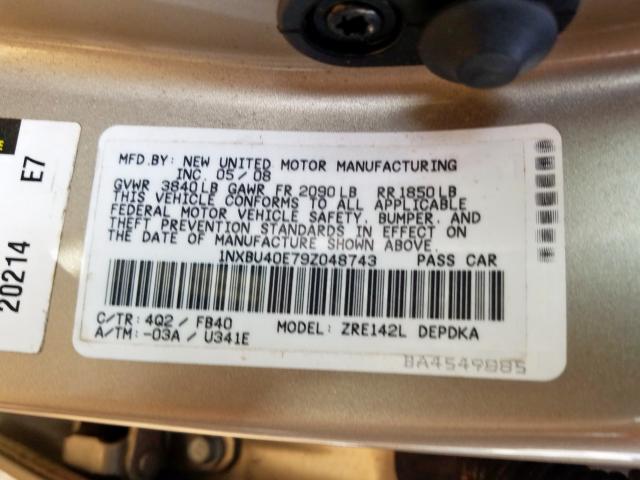 MFD.BY: NEW UNITED MOTOR MANUFACTURING
INC. 05/08
GVWR 3840LB GAWR FR 2090LB RR1850LB
THIS VEHICLE CONFORMS TO ALL APPLICABLE
FEDERAL MOTOR VEHICLE SAFETY, BUMPER, AND
THEFT PREVENTION STANDARDS IN EFFECT ON
THE DATE OF MANUFACTURE SHOWN ABOVE.
1NXBU40E79Z048743 PASS CAR
C/TR: 4Q2/ FB40 MODEL: ZRE142L DEPDKA
A/TM: -03A/ U341E
BA4549885
20214 E7